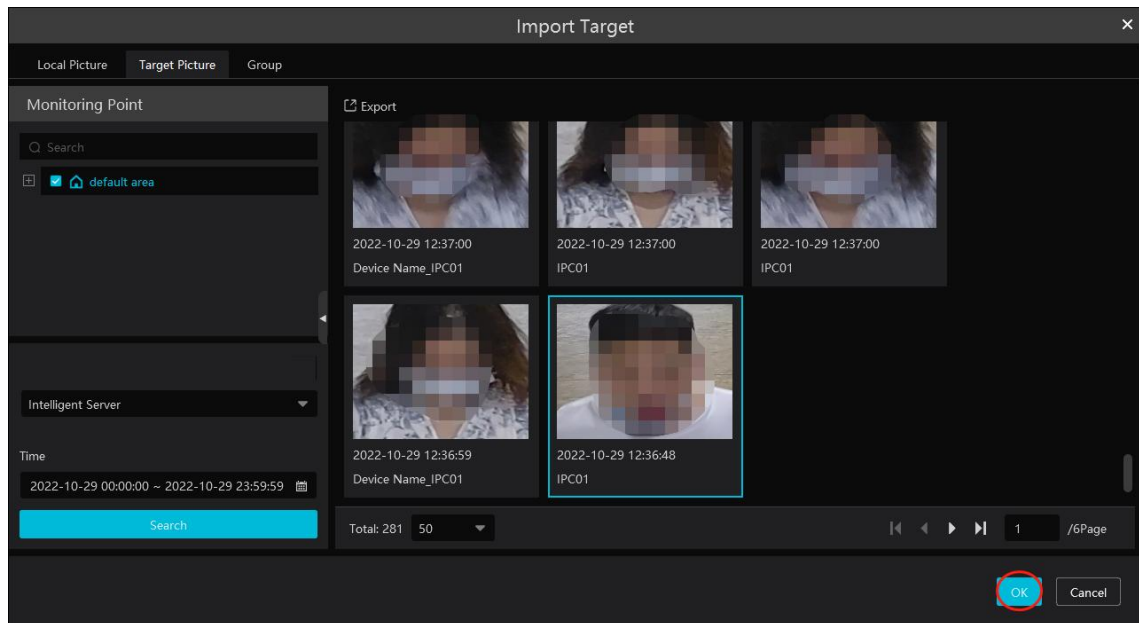 Import Target
Local Picture Target Picture Group
Monitoring Point
Search
default area
Intelligent Server
Time
2022-10-29 00:00:00 ~ 2022-10-29 23:59:59
Search
Export
2022-10-29 12:37:00 2022-10-29 12:37:00 2022-10-29 12:37:00
Device Name_IPC01 IPC01 IPC01
2022-10-29 12:36:59 2022-10-29 12:36:48
Device Name_IPC01 IPC01
Total: 281 50 1 /6Page
OK Cancel